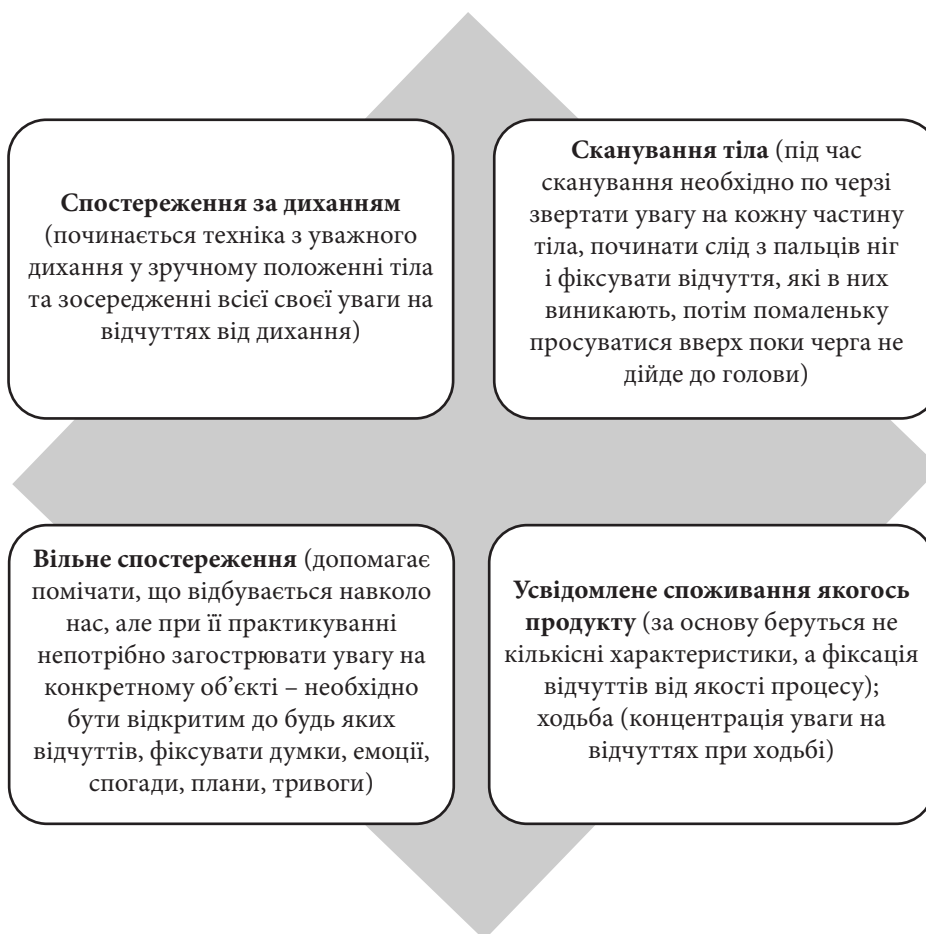 Спостереження за диханням
(починається техніка з уважного
дихання у зручному положенні тіла
та зосередженні всієї своєї уваги на
відчуттях від дихання)
Сканування тіла (під час
сканування необхідно по черзі
звертати увагу на кожну частину
тіла, починати слід з пальців ніг
і фіксувати відчуття, які в них
виникають, потім помаленьку
просуватися вверх поки черга не
дійде до голови)
Вільне спостереження (допомагає
помічати, що відбувається навколо
нас, але при її практикуванні
непотрібно загострювати увагу на
конкретному об’єкті – необхідно
бути відкритим до будь яких
відчуттів, фіксувати думки, емоції,
спогади, плани, тривоги)
Усвідомлене споживання якогось
продукту (за основу беруться не
кількісні характеристики, а фіксація
відчуттів від якості процесу);
ходьба (концентрація уваги на
відчуттях при ходьбі)